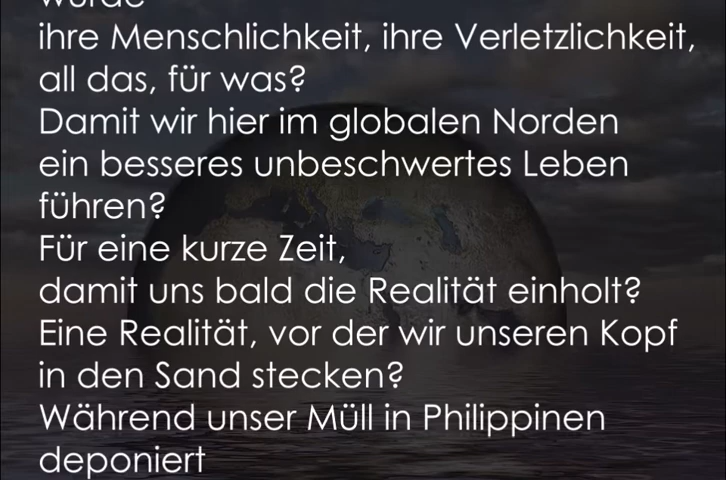 wurde
ihre Menschlichkeit, ihre Verletzlichkeit,
all das, für was?
Damit wir hier im globalen Norden
ein besseres unbeschwertes Leben
führen?
Für eine kurze Zeit,
damit uns bald die Realität einholt?
Eine Realität, vor der wir unseren Kopf
in den Sand stecken?
Während unser Müll in Philippinen
deponiert